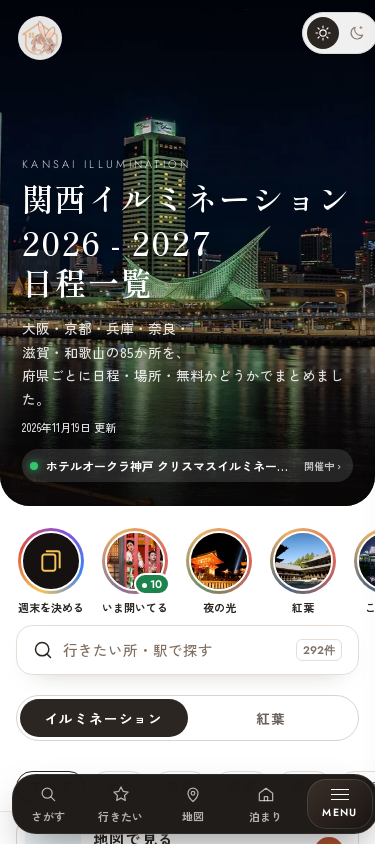 KANSAI ILLUMINATION
関西イルミネーション
2026 - 2027
日程一覧
大阪・京都・兵庫・奈良・
滋賀・和歌山の85か所を、
府県ごとに日程・場所・無料かどうかでまとめまし
た。
2026年11月19日 更新
ホテルオークラ神戸 クリスマスイルミネー… 開催中 ›
10
週末を決める いま開いてる 夜の光 紅葉 こ
行きたい所・駅で探す 292件
イルミネーション 紅葉
地図で見る
さがす 行きたい 地図 泊まり MENU